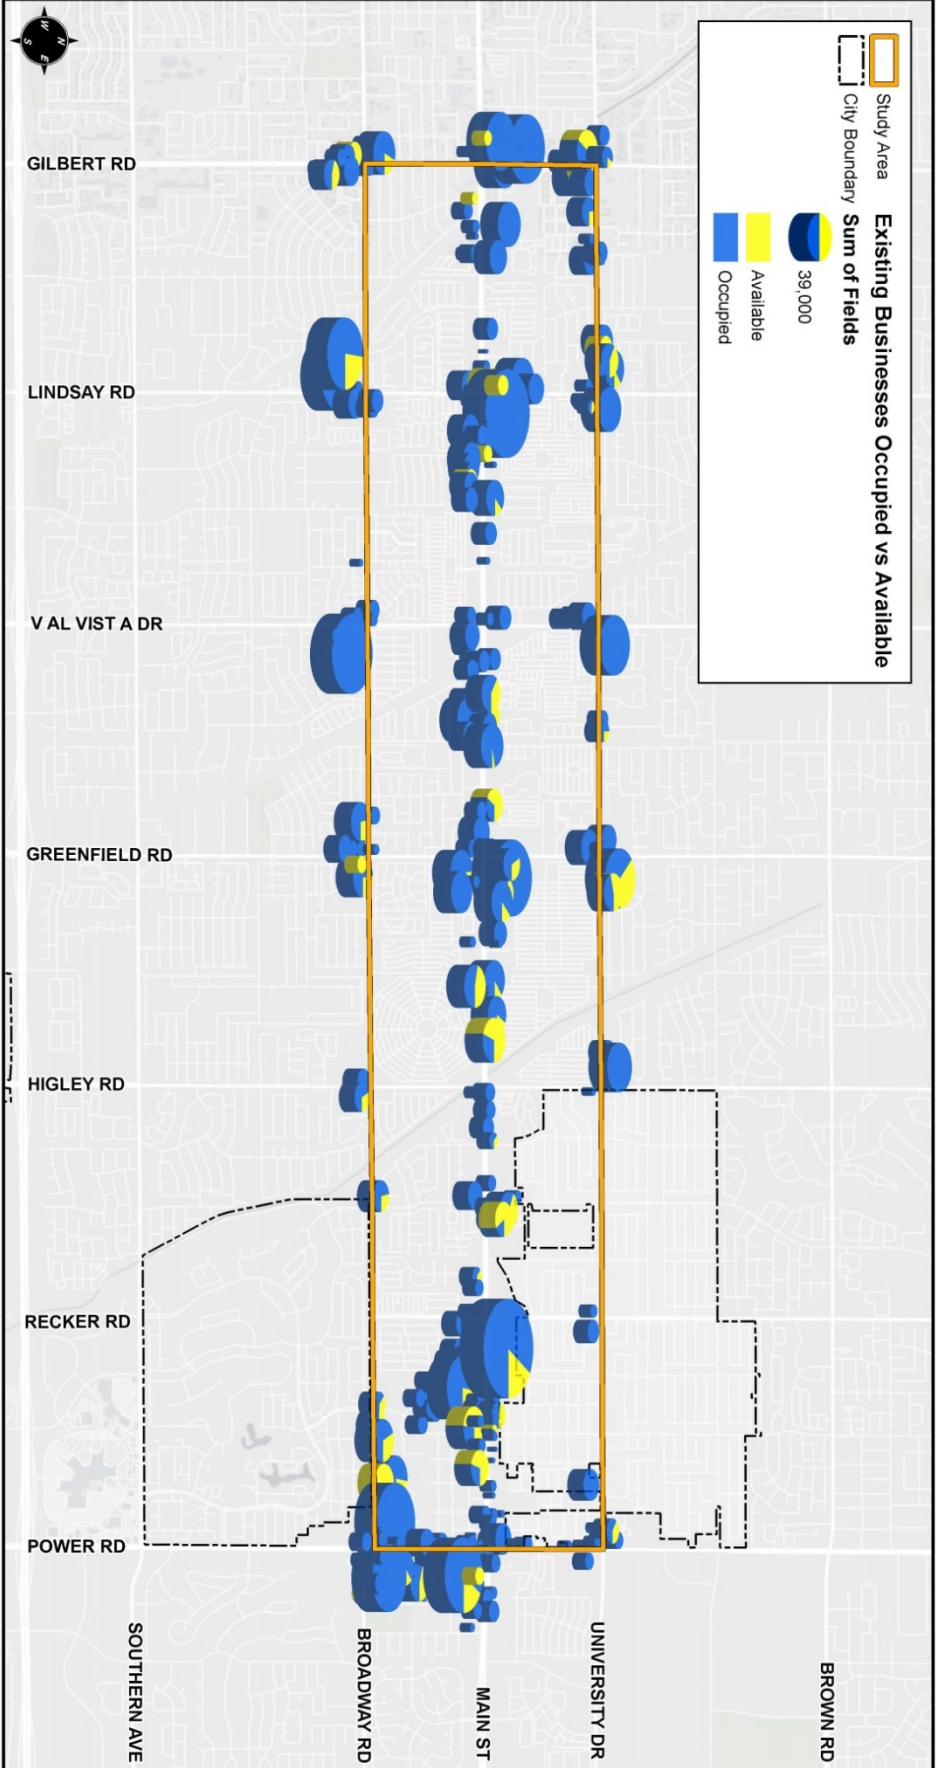 Existing Businesses Occupied vs Available
Study Area
City Boundary
Sum of Fields
39,000
Available
Occupied
N
W
E
S
GILBERT RD
LINDSAY RD
V AL VIST A DR
GREENFIELD RD
HIGLEY RD
RECKER RD
POWER RD
BROWN RD
UNIVERSITY DR
MAIN ST
BROADWAY RD
SOUTHERN AVE